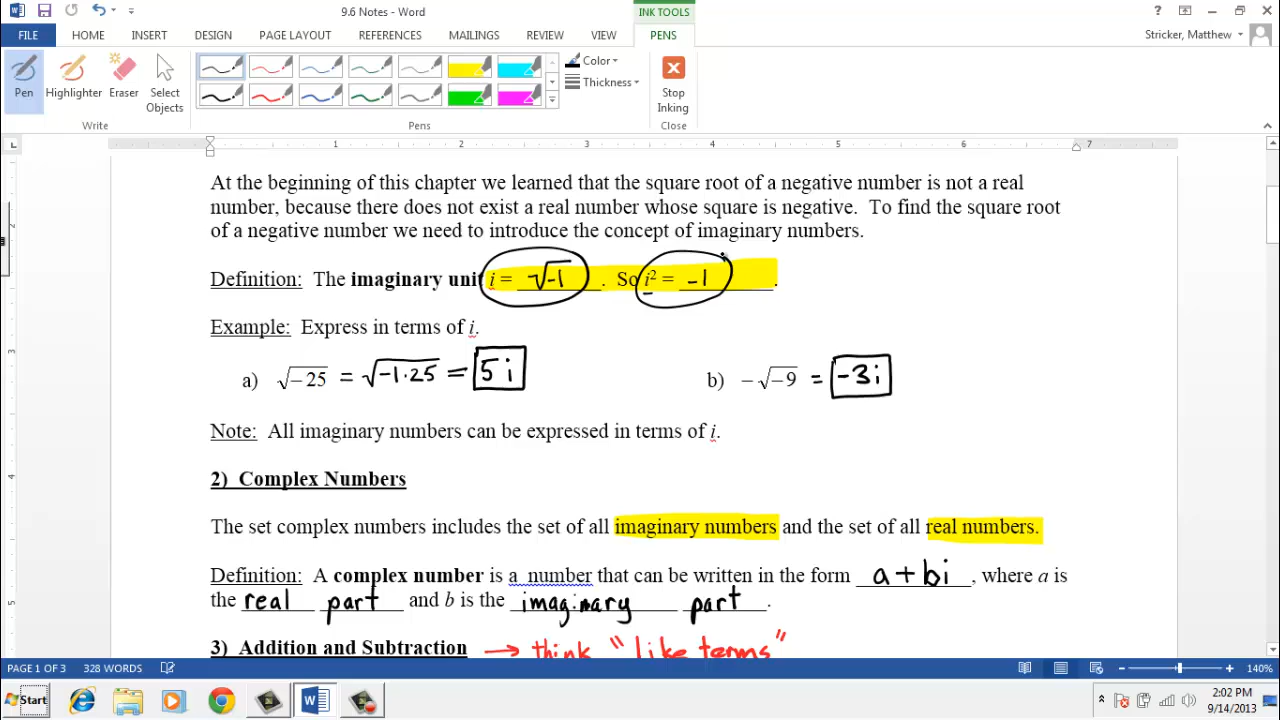 9.6 Notes - Word
INK TOOLS
FILE HOME INSERT DESIGN PAGE LAYOUT REFERENCES MAILINGS REVIEW VIEW PENS
Stricker, Matthew
Pen Highlighter Eraser Select Objects
Color
Thickness
Stop Inking
Write Pens Close
1 2 3 4 5 6 7
At the beginning of this chapter we learned that the square root of a negative number is not a real
number, because there does not exist a real number whose square is negative. To find the square root
of a negative number we need to introduce the concept of imaginary numbers.
Definition: The imaginary unit i = √-1. So i² = -1.
Example: Express in terms of i.
a) √-25 = √-1·25 = 5i b) -√-9 = -3i
Note: All imaginary numbers can be expressed in terms of i.
2) Complex Numbers
The set complex numbers includes the set of all imaginary numbers and the set of all real numbers.
Definition: A complex number is a number that can be written in the form a+bi, where a is
the real part and b is the imaginary part.
3) Addition and Subtraction → think "like terms"
PAGE 1 OF 3 328 WORDS 140%
Start 2:02 PM
9/14/2013